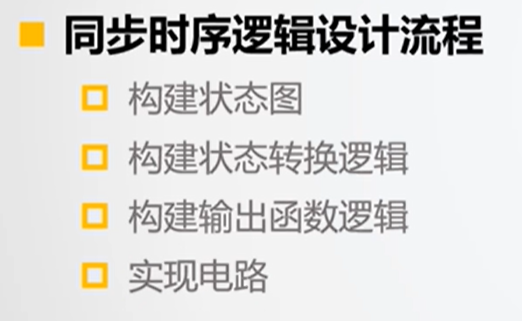 同步时序逻辑设计流程
构建状态图
构建状态转换逻辑
构建输出函数逻辑
实现电路